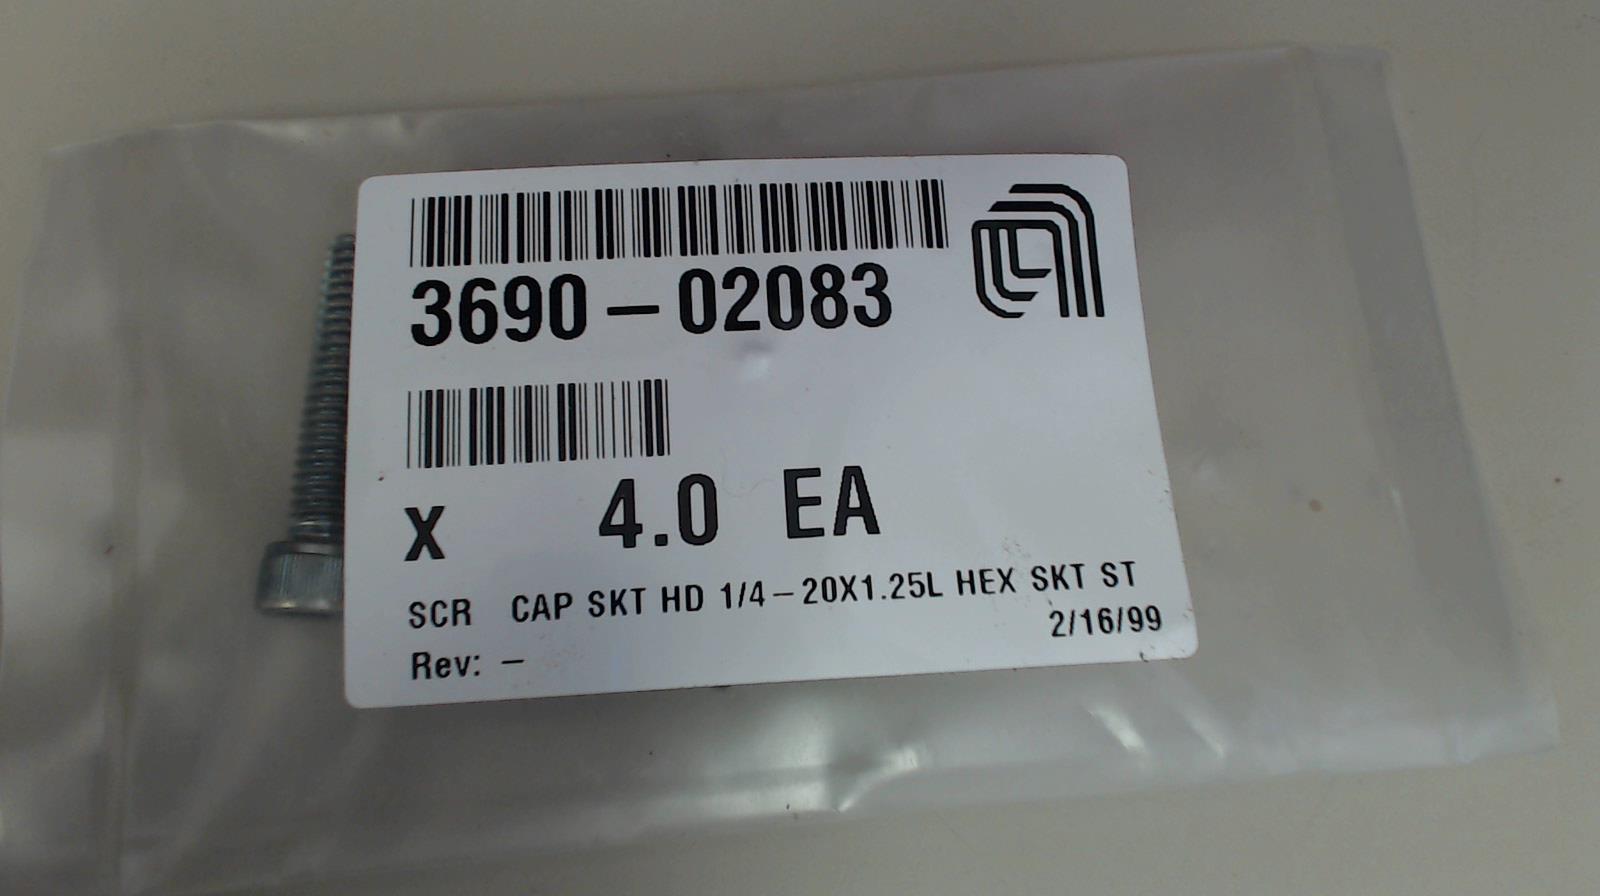 3690-02083
X 4.0 EA
SCR CAP SKT HD 1/4-20X1.25L HEX SKT ST
2/16/99
Rev: -